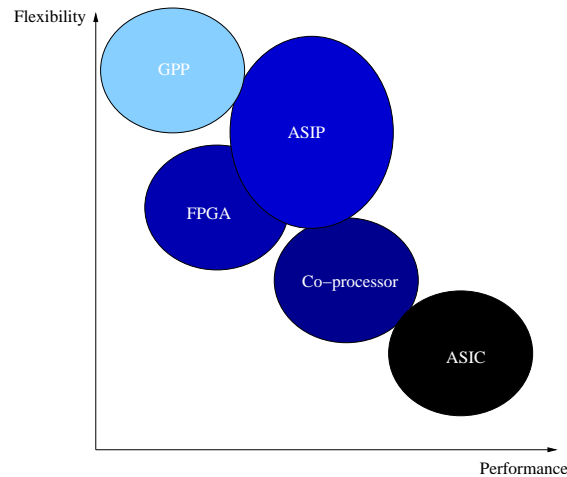 Flexibility
GPP
ASIP
FPGA
Co−processor
ASIC
Performance